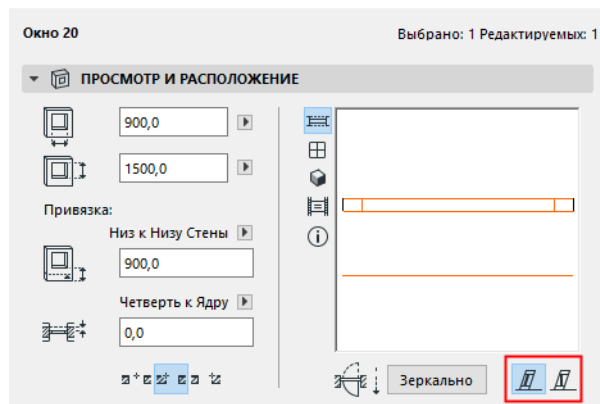 Окно 20
Выбрано: 1 Редактируемых: 1
ПРОСМОТР И РАСПОЛОЖЕНИЕ
900,0
1500,0
Привязка:
Низ к Низу Стены
900,0
Четверть к Ядру
0,0
Зеркально